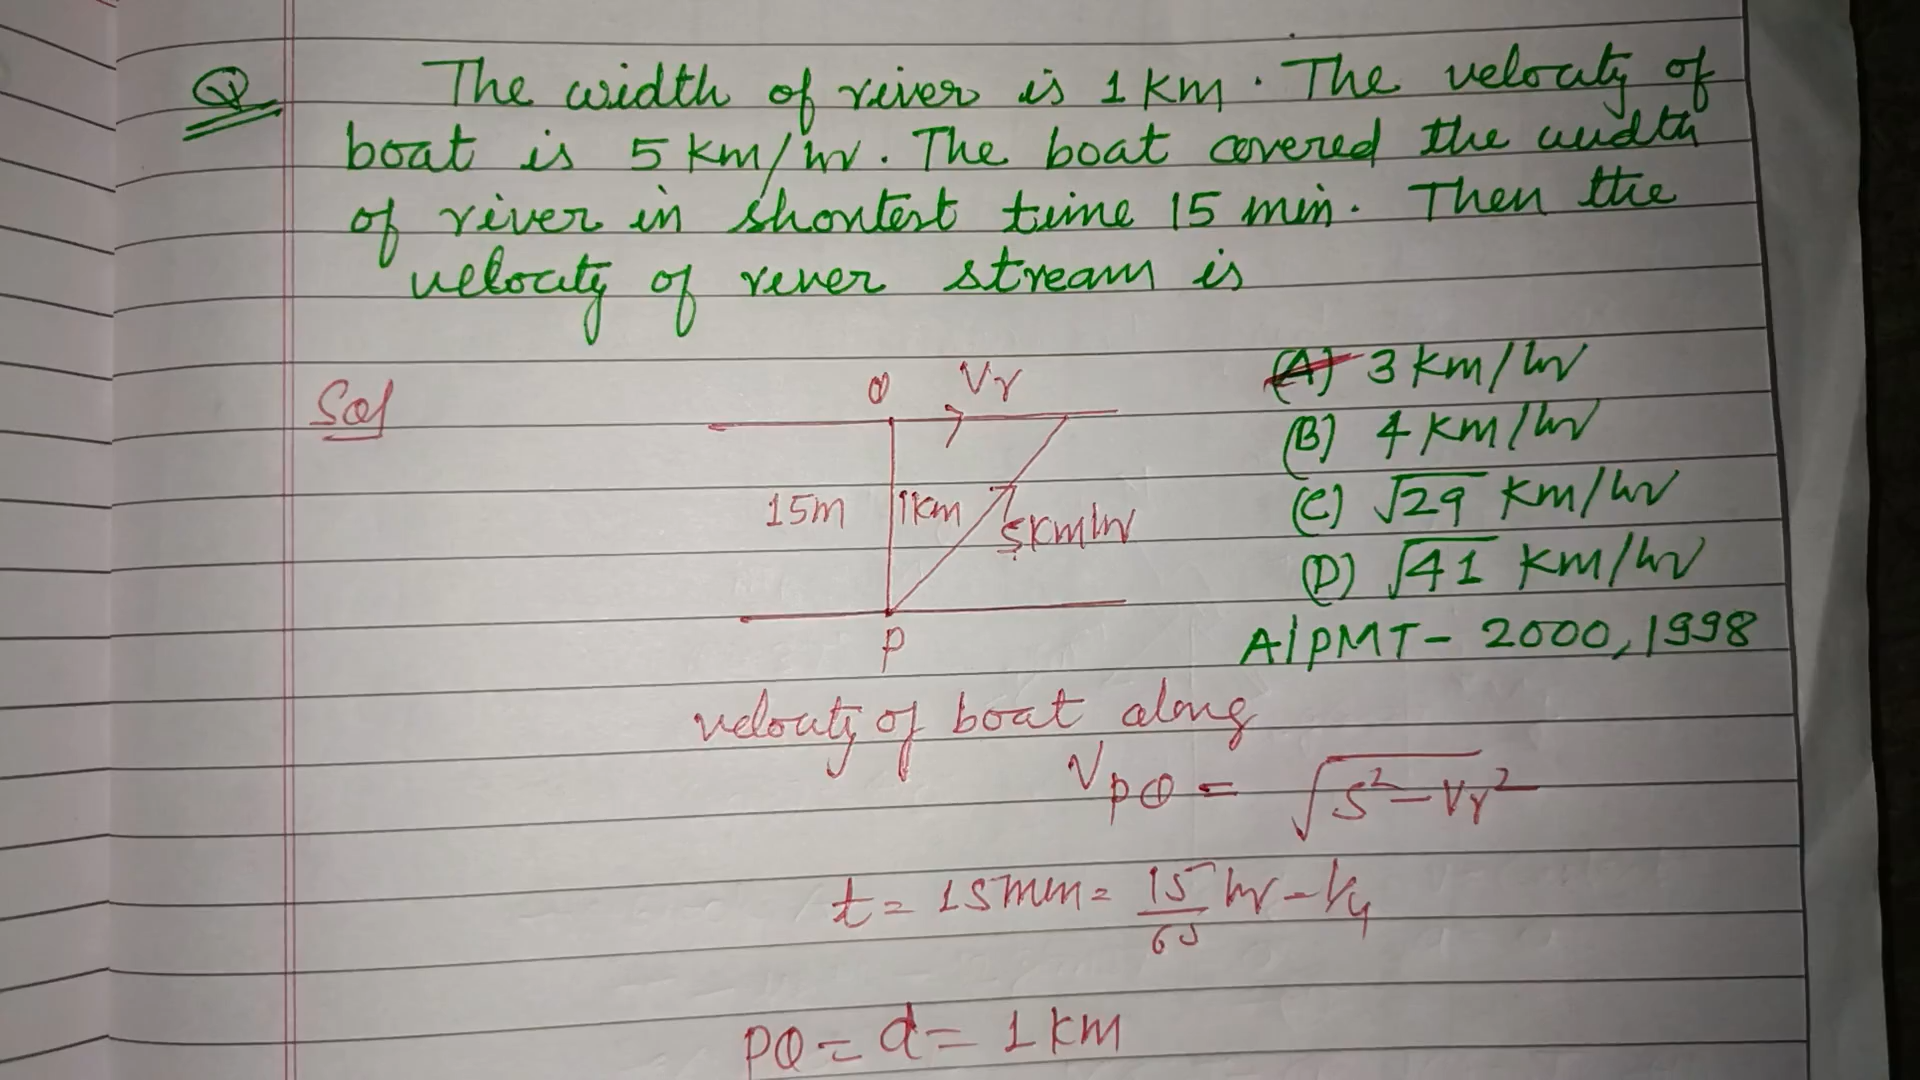 Q The width of river is 1 km. The velocity of
boat is 5 km/hr. The boat covered the width
of river in shortest time 15 min. Then the
velocity of river stream is
Sol
Q Vr
(A) 3 km/hr
(B) 4 km/hr
15m 1km 5km/hr
(C) √29 km/hr
(D) √41 km/hr
P
AIPMT- 2000, 1998
velocity of boat along
VPQ = √5²-Vr²
t = 15min = 15/60 hr = 1/4
PQ = d = 1 km